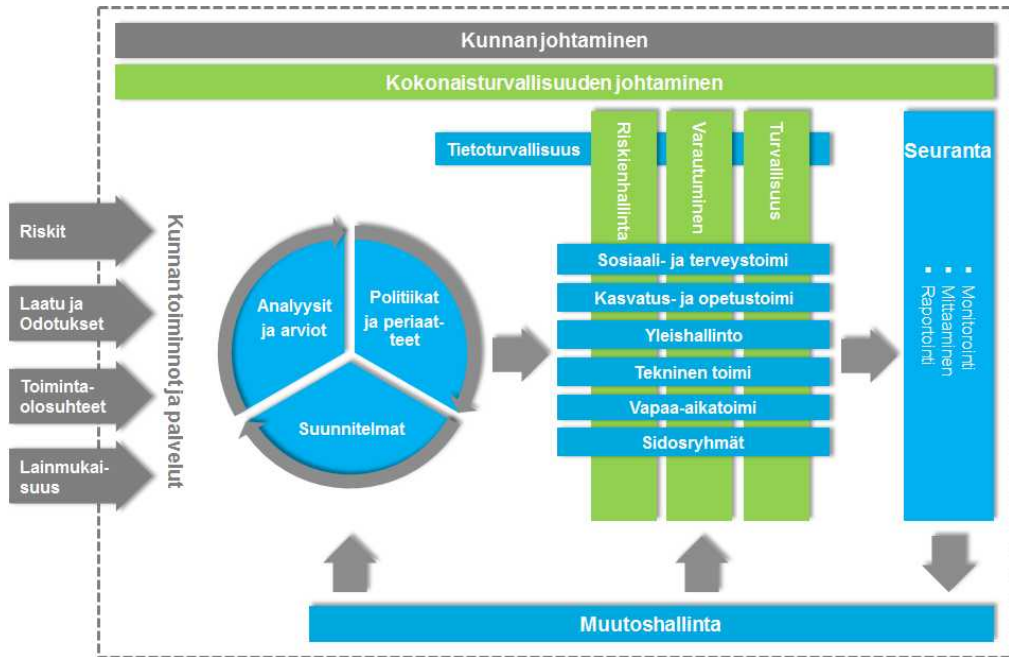 Kunnan johtaminen
Kokonaisturvallisuuden johtaminen
Riskit
Laatu ja
Odotukset
Toiminta-
olosuhteet
Lainmukai-
suus
Kunnantoiminnot ja palvelut
Analyysit
ja arviot
Politiikat
ja periaat-
teet
Suunnitelmat
Tietoturvallisuus
Riskienhallinta
Varautuminen
Turvallisuus
Sosiaali- ja terveystoimi
Kasvatus- ja opetustoimi
Yleishallinto
Tekninen toimi
Vapaa-aikatoimi
Sidosryhmät
Seuranta
▪ Monitorointi
▪ Mittaaminen
▪ Raportointi
Muutoshallinta